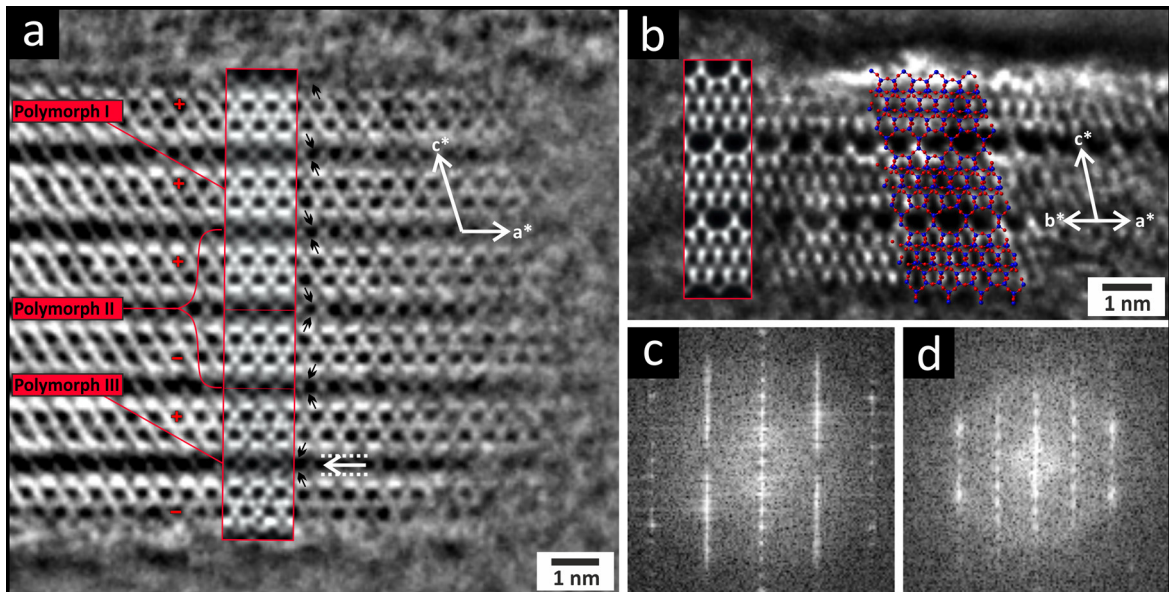 a
Polymorph I
+
+
+
Polymorph II
–
Polymorph III
+
–
c*
a*
1 nm
b
c*
b*
a*
1 nm
c
d